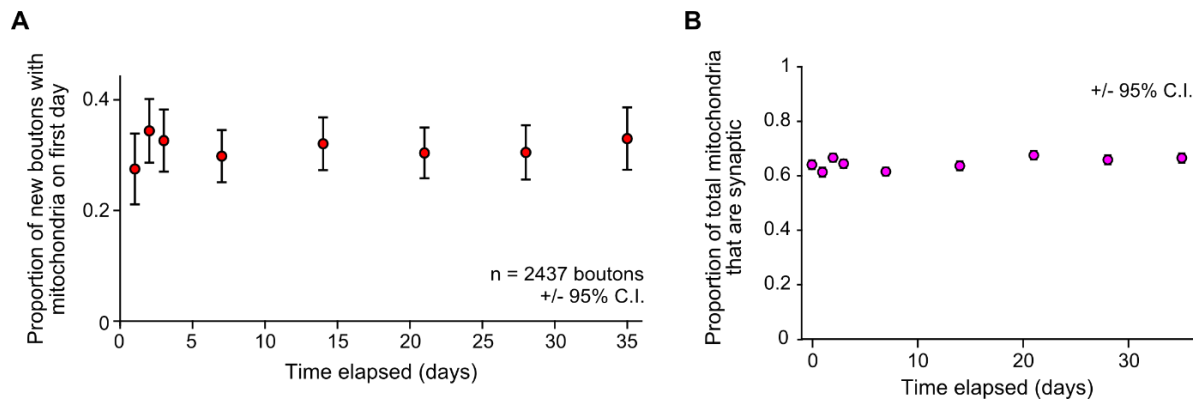 A
Proportion of new boutons with
mitochondria on first day
0.4
0.2
0
0
5
10
15
20
25
30
35
Time elapsed (days)
n = 2437 boutons
+/- 95% C.I.
B
Proportion of total mitochondria
that are synaptic
1
0.8
0.6
0.4
0.2
0
0
10
20
30
Time elapsed (days)
+/- 95% C.I.